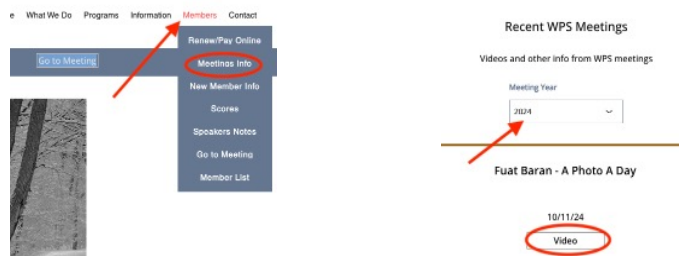 e What We Do Programs Information Members Contact
Renew/Pay Online
Go to Meeting
Meetings Info
New Member Info
Scores
Speakers Notes
Go to Meeting
Member List
Recent WPS Meetings
Videos and other info from WPS meetings
Meeting Year
2024
Fuat Baran - A Photo A Day
10/11/24
Video